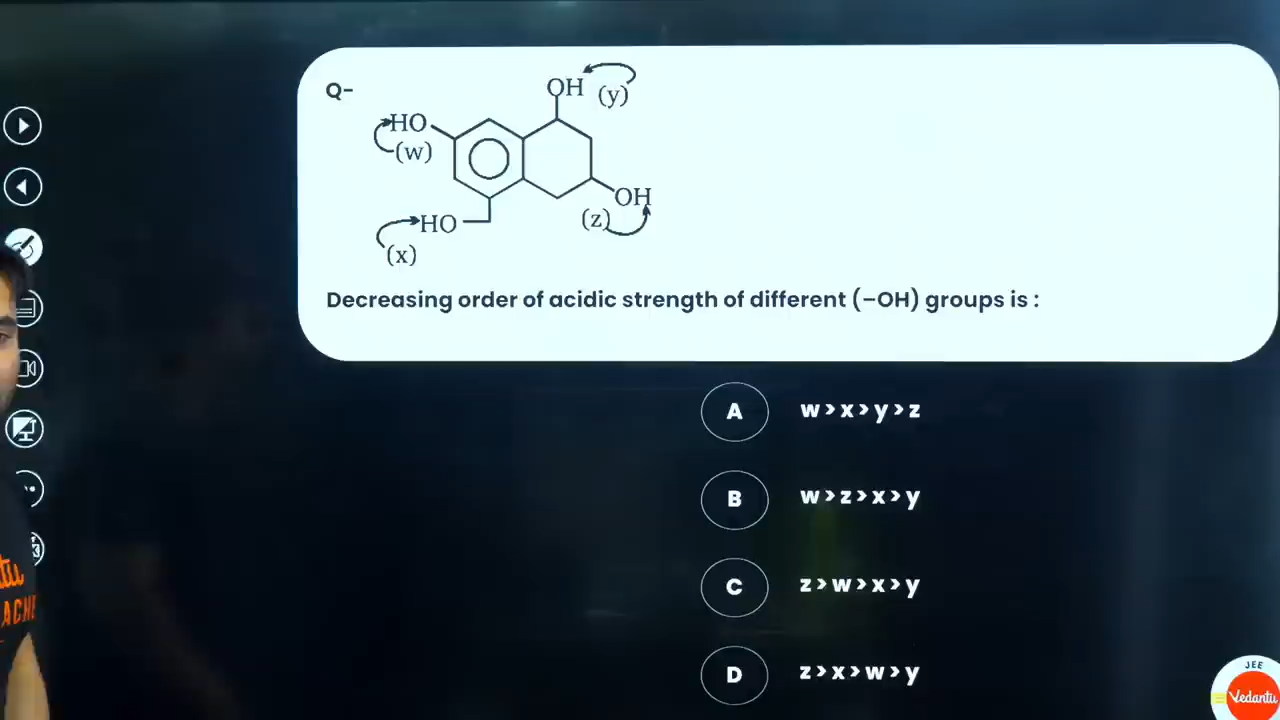 Q-
OH
(y)
HO
(w)
OH
(z)
HO
(x)
Decreasing order of acidic strength of different (–OH) groups is :
A w > x > y > z
B w > z > x > y
C z > w > x > y
D z > x > w > y
JEE
Vedantu